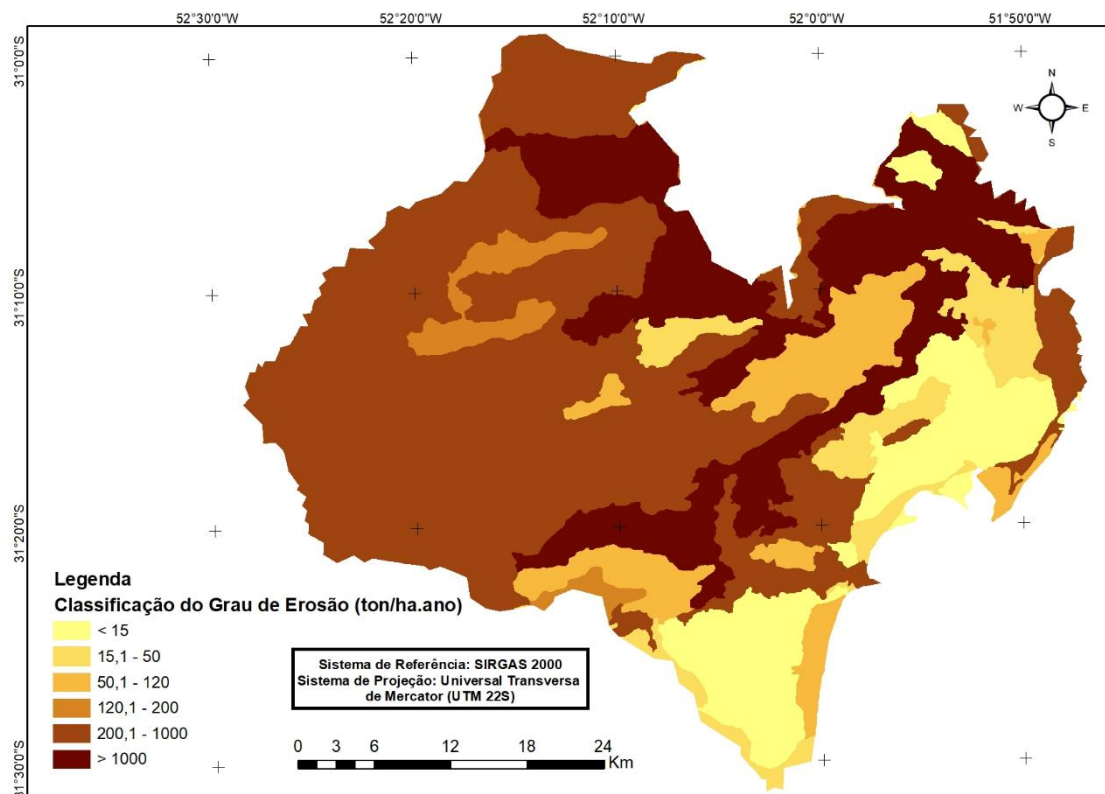 52°30'0"W 52°20'0"W 52°10'0"W 52°0'0"W 51°50'0"W
31°0'0"S
N
W E
S
31°10'0"S
31°20'0"S
31°30'0"S
Legenda
Classificação do Grau de Erosão (ton/ha.ano)
< 15
15,1 - 50
50,1 - 120
120,1 - 200
200,1 - 1000
> 1000
Sistema de Referência: SIRGAS 2000
Sistema de Projeção: Universal Transversa
de Mercator (UTM 22S)
0 3 6 12 18 24
Km